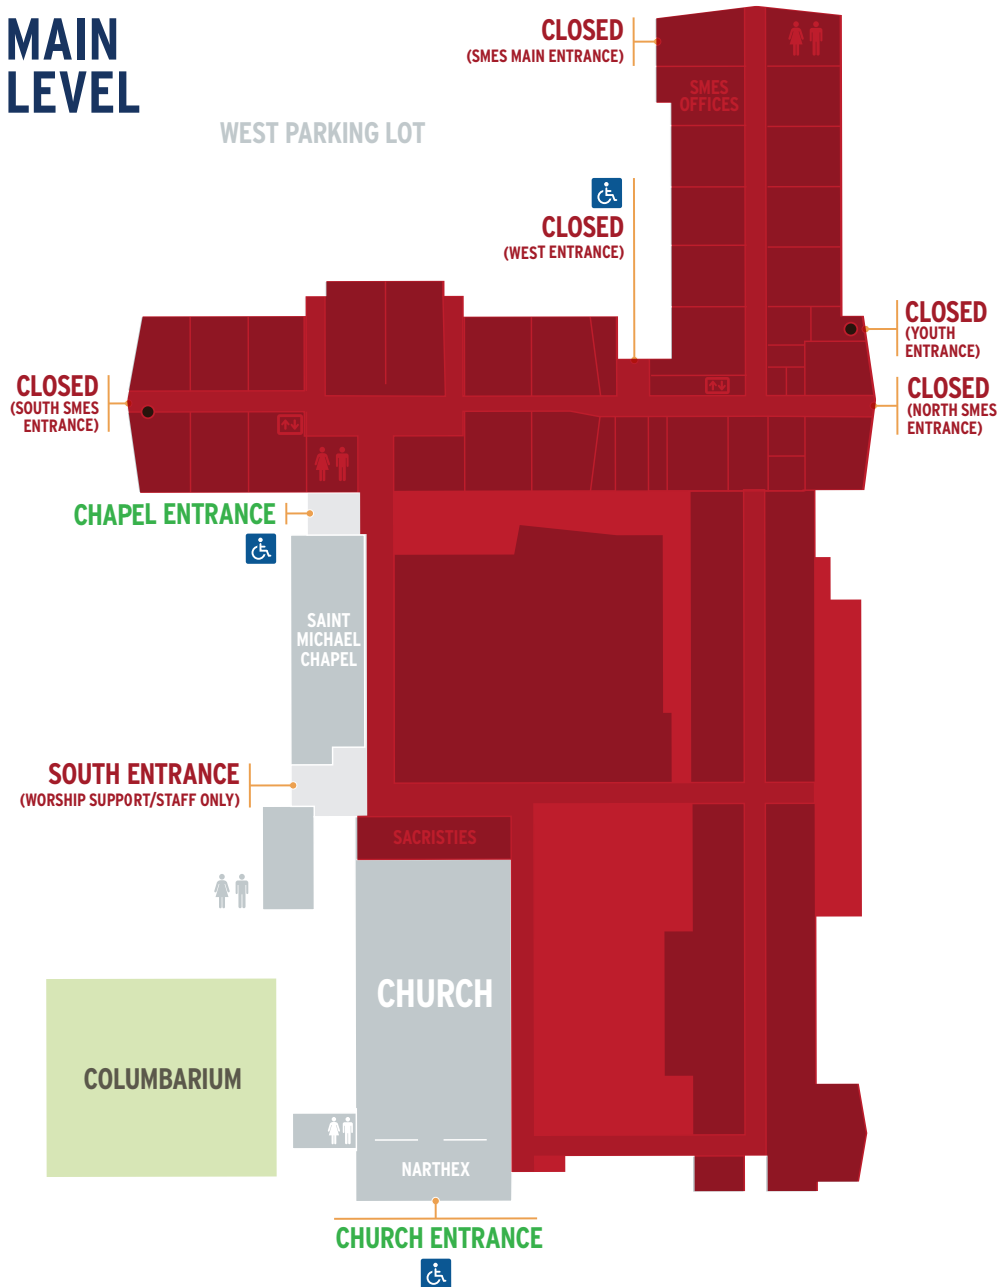 MAIN
LEVEL
WEST PARKING LOT
CLOSED
(SMES MAIN ENTRANCE)
SMES
OFFICES
CLOSED
(WEST ENTRANCE)
CLOSED
(YOUTH
ENTRANCE)
CLOSED
(SOUTH SMES
ENTRANCE)
CLOSED
(NORTH SMES
ENTRANCE)
CHAPEL ENTRANCE
SAINT
MICHAEL
CHAPEL
SOUTH ENTRANCE
(WORSHIP SUPPORT/STAFF ONLY)
SACRISTIES
CHURCH
COLUMBARIUM
NARTHEX
CHURCH ENTRANCE